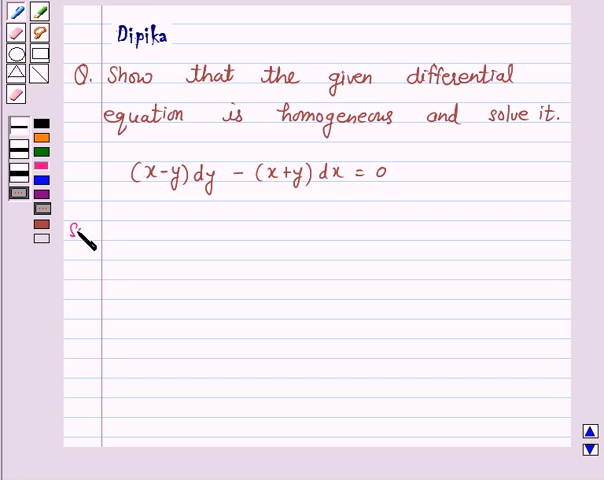 Dipika
Q. Show that the given differential
equation is homogeneous and solve it.
(x-y) dy - (x+y) dx = 0